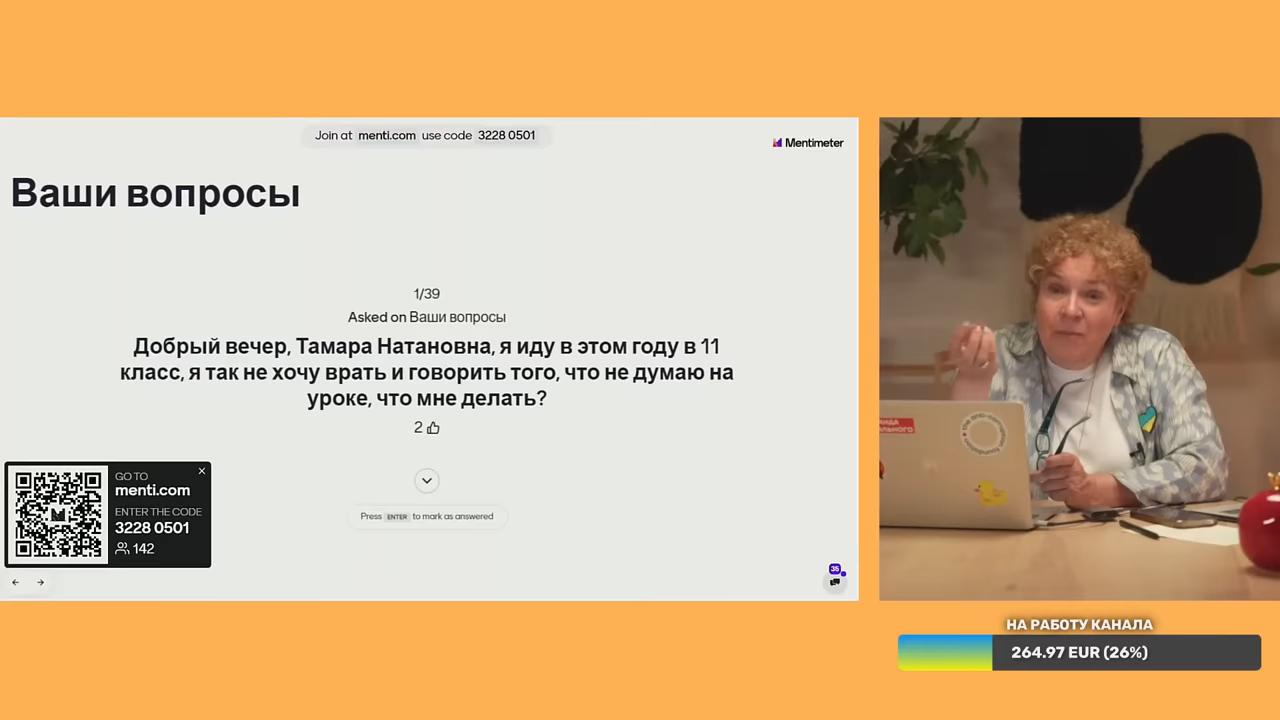 Join at menti.com use code 3228 0501
Mentimeter
Ваши вопросы
1/39
Asked on Ваши вопросы
Добрый вечер, Тамара Натановна, я иду в этом году в 11
класс, я так не хочу врать и говорить того, что не думаю на
уроке, что мне делать?
2
Press ENTER to mark as answered
GO TO
menti.com
ENTER THE CODE
3228 0501
142
35
НА РАБОТУ КАНАЛА
264.97 EUR (26%)